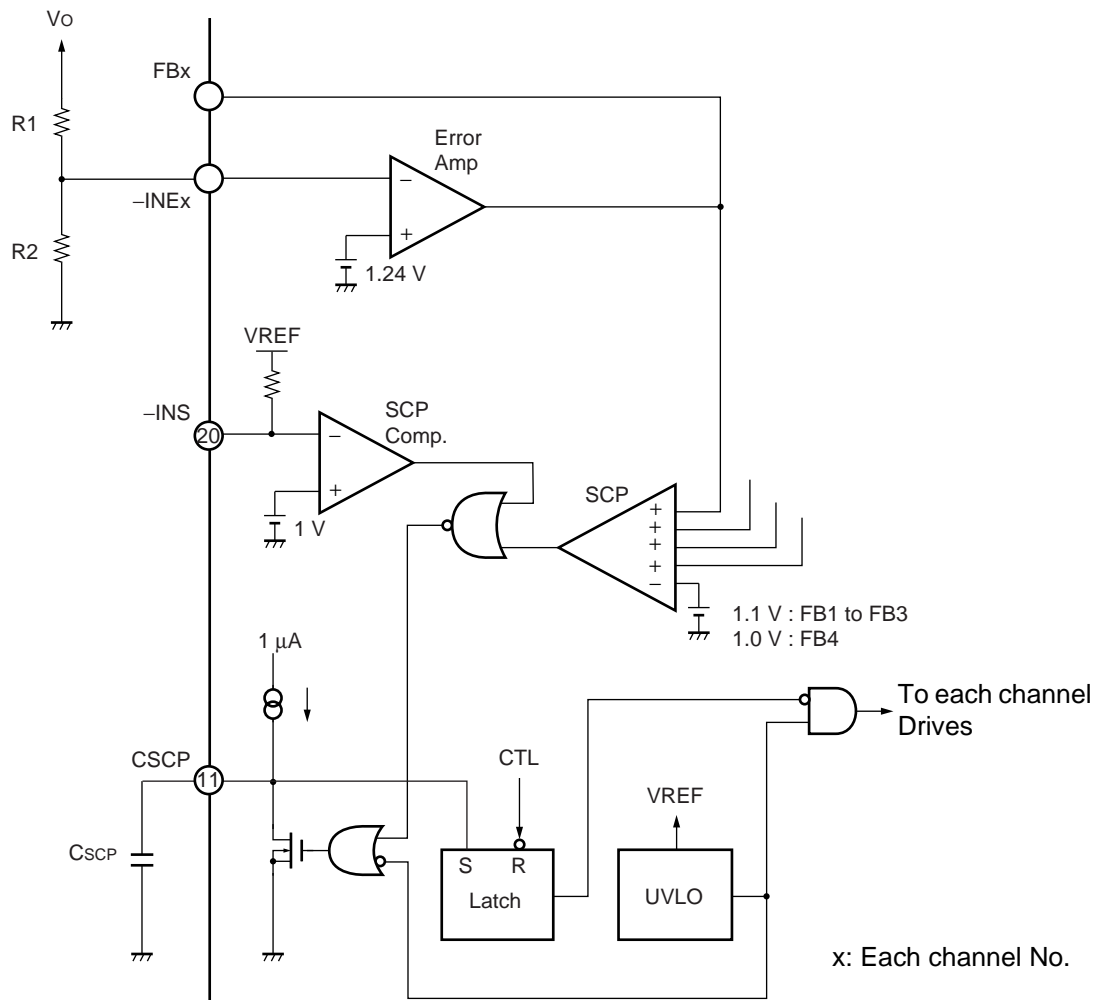 Vo
FBx
R1
Error
Amp
−
−INEx
+
R2
1.24 V
VREF
−INS
20
SCP
Comp.
−
+
1 V
SCP
+
+
+
+
−
1.1 V : FB1 to FB3
1.0 V : FB4
1 μA
To each channel
Drives
CSCP
11
CTL
VREF
CSCP
S R
Latch
UVLO
x: Each channel No.